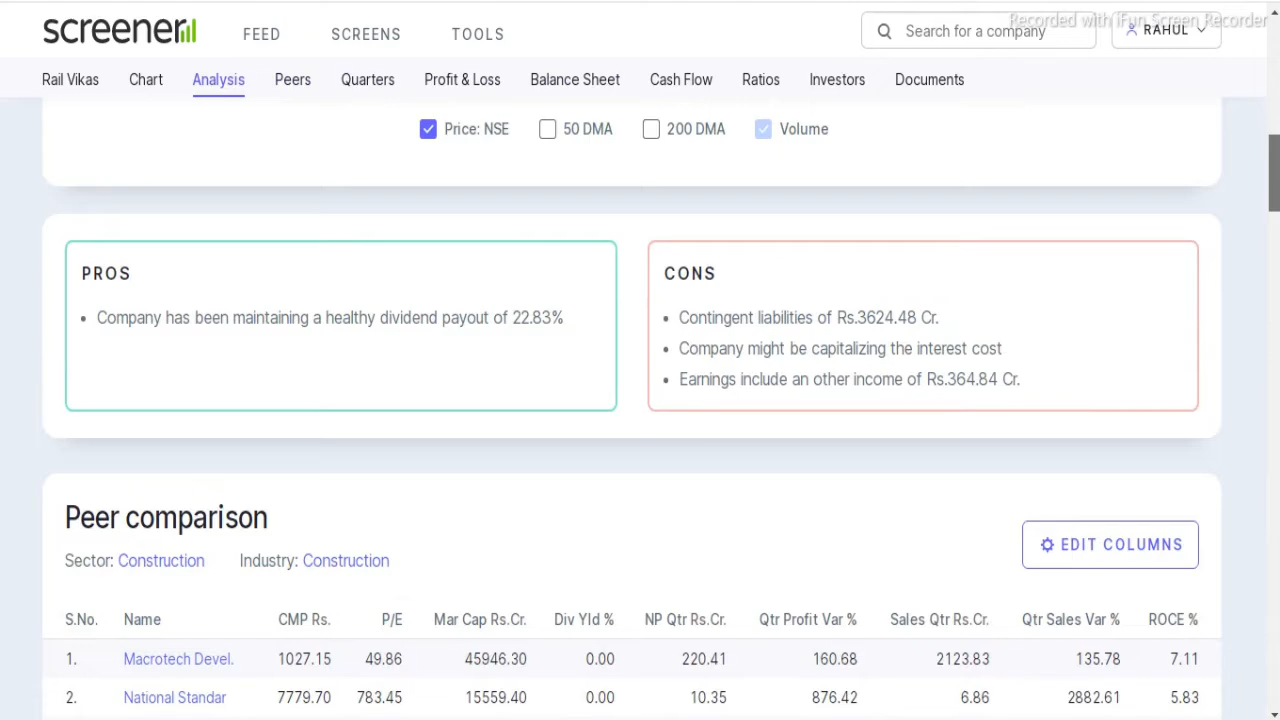 Recorded with iFun Screen Recorder
screener FEED SCREENS TOOLS Search for a company RAHUL
Rail Vikas Chart Analysis Peers Quarters Profit & Loss Balance Sheet Cash Flow Ratios Investors Documents
Price: NSE 50 DMA 200 DMA Volume
PROS
• Company has been maintaining a healthy dividend payout of 22.83%
CONS
• Contingent liabilities of Rs.3624.48 Cr.
• Company might be capitalizing the interest cost
• Earnings include an other income of Rs.364.84 Cr.
Peer comparison
Sector: Construction Industry: Construction
EDIT COLUMNS
S.No. Name CMP Rs. P/E Mar Cap Rs.Cr. Div Yld % NP Qtr Rs.Cr. Qtr Profit Var % Sales Qtr Rs.Cr. Qtr Sales Var % ROCE %
1. Macrotech Devel. 1027.15 49.86 45946.30 0.00 220.41 160.68 2123.83 135.78 7.11
2. National Standar 7779.70 783.45 15559.40 0.00 10.35 876.42 6.86 2882.61 5.83